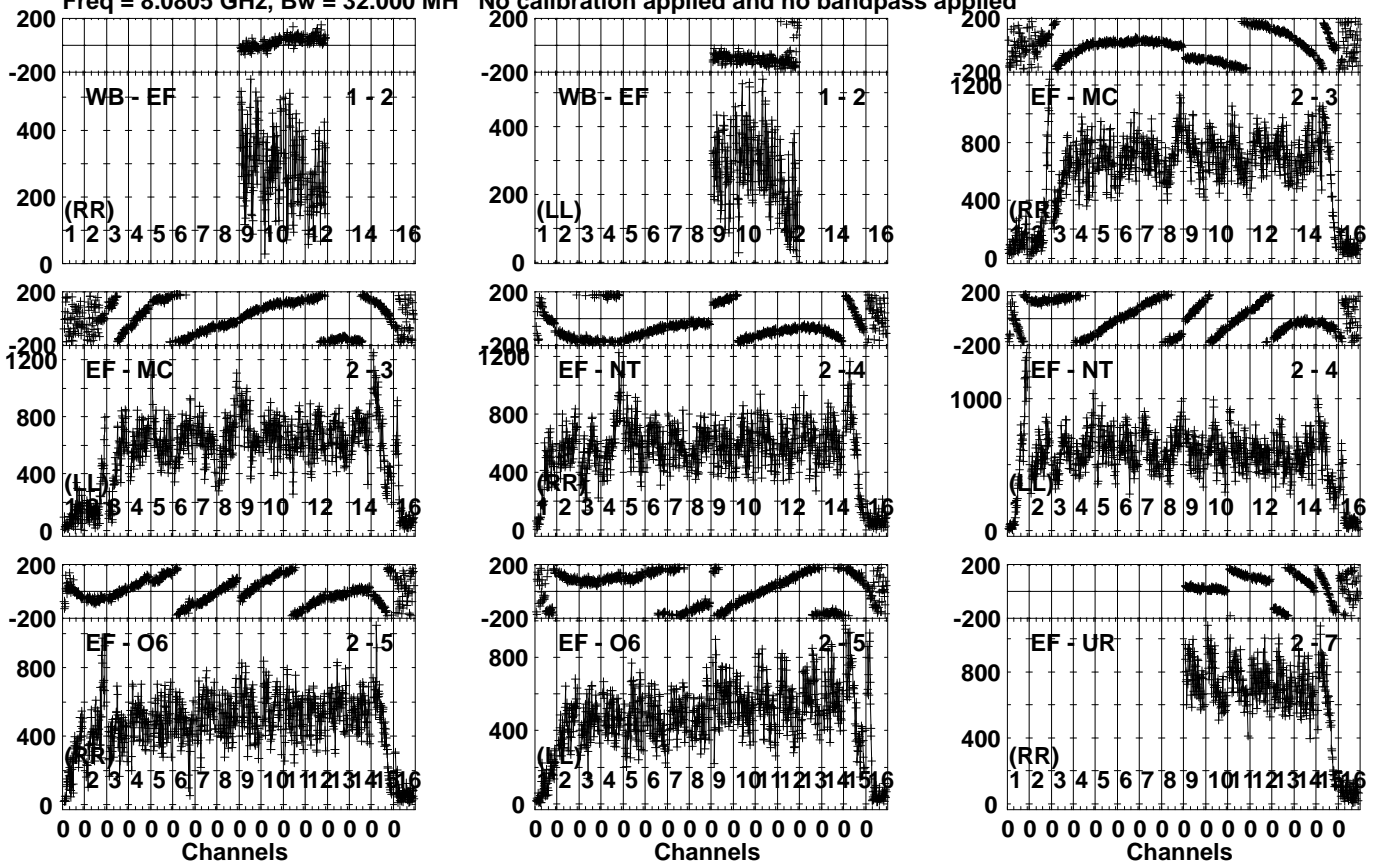 Freq = 8.0805 GHz, Bw = 32.000 MH No calibration applied and no bandpass applied
200 200 200
-200 -200 -200
WB - EF 1 - 2 WB - EF 1 - 2 1200 EF - MC 2 - 3
400 400 800
200 200 400
(RR) (LL) (RR)
1 2 3 4 5 6 7 8 9 10 12 14 16 1 2 3 4 5 6 7 8 9 10 12 14 16 3 4 5 6 7 8 9 10 12 14 16
0 0 0
200 200 200
-200 -200 -200
1200 EF - MC 2 - 3 1200 EF - NT 2 - 4 EF - NT 2 - 4
800 800 1000
400 400
(LL) (RR) (LL)
1 2 3 4 5 6 7 8 9 10 12 14 16 2 3 4 5 6 7 8 9 10 12 14 16 2 3 4 5 6 7 8 9 10 12 14 16
0 0 0
200 200 200
-200 -200 -200
EF - O6 2 - 5 EF - O6 2 - 5 EF - UR 2 - 7
800 800 800
400 400 400
(RR) (LL) (RR)
2 3 4 5 6 7 8 9 10 11 12 13 14 15 16 2 3 4 5 6 7 8 9 10 12 13 14 15 16 1 2 3 4 5 6 7 8 9 10 11 12 13 14 15 16
0 0 0
0 0 0 0 0 0 0 0 0 0 0 0 0 0 0 0 0 0 0 0 0 0 0 0 0 0 0 0 0 0 0 0 0 0 0 0 0 0 0 0 0 0 0 0 0 0 0 0
Channels Channels Channels